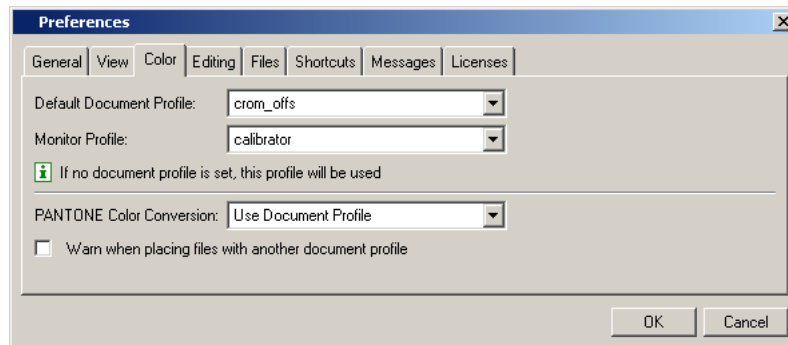 Preferences
General View Color Editing Files Shortcuts Messages Licenses
Default Document Profile: crom_offs
Monitor Profile: calibrator
If no document profile is set, this profile will be used
PANTONE Color Conversion: Use Document Profile
Warn when placing files with another document profile
OK Cancel